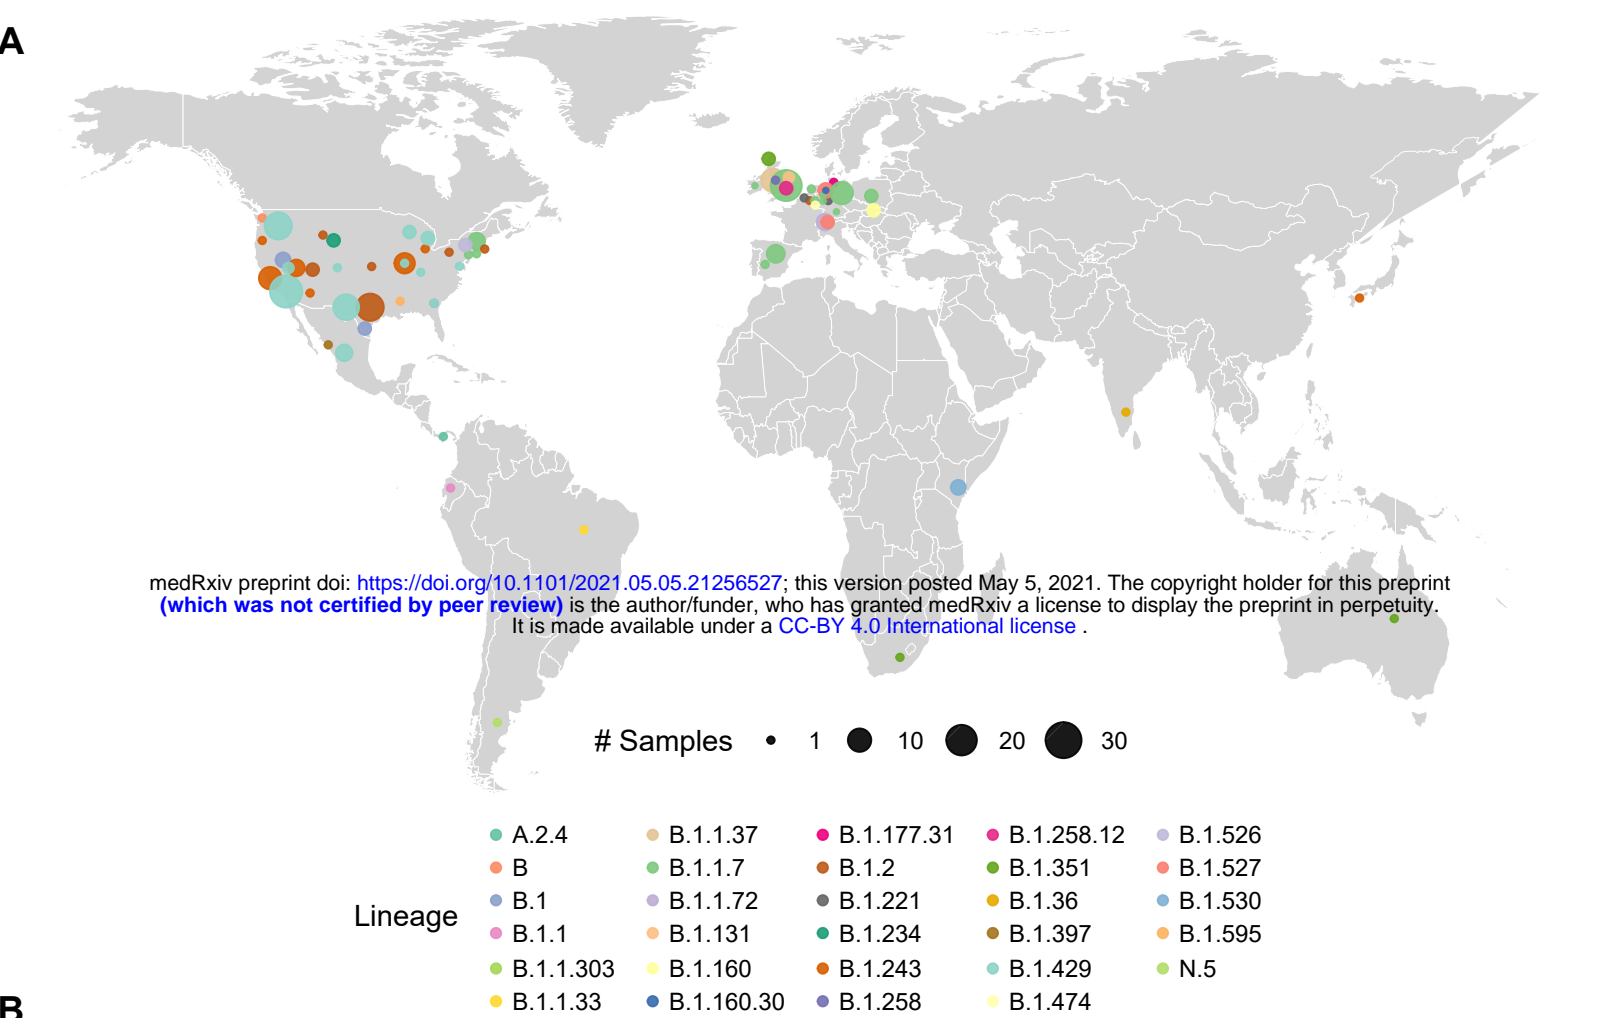 A
medRxiv preprint doi: https://doi.org/10.1101/2021.05.05.21256527; this version posted May 5, 2021. The copyright holder for this preprint
(which was not certified by peer review) is the author/funder, who has granted medRxiv a license to display the preprint in perpetuity.
It is made available under a CC-BY 4.0 International license .
# Samples 1 10 20 30
A.2.4 B.1.1.37 B.1.177.31 B.1.258.12 B.1.526
B B.1.1.7 B.1.2 B.1.351 B.1.527
B.1 B.1.1.72 B.1.221 B.1.36 B.1.530
Lineage
B.1.1 B.1.131 B.1.234 B.1.397 B.1.595
B.1.1.303 B.1.160 B.1.243 B.1.429 N.5
B.1.1.33 B.1.160.30 B.1.258 B.1.474
B